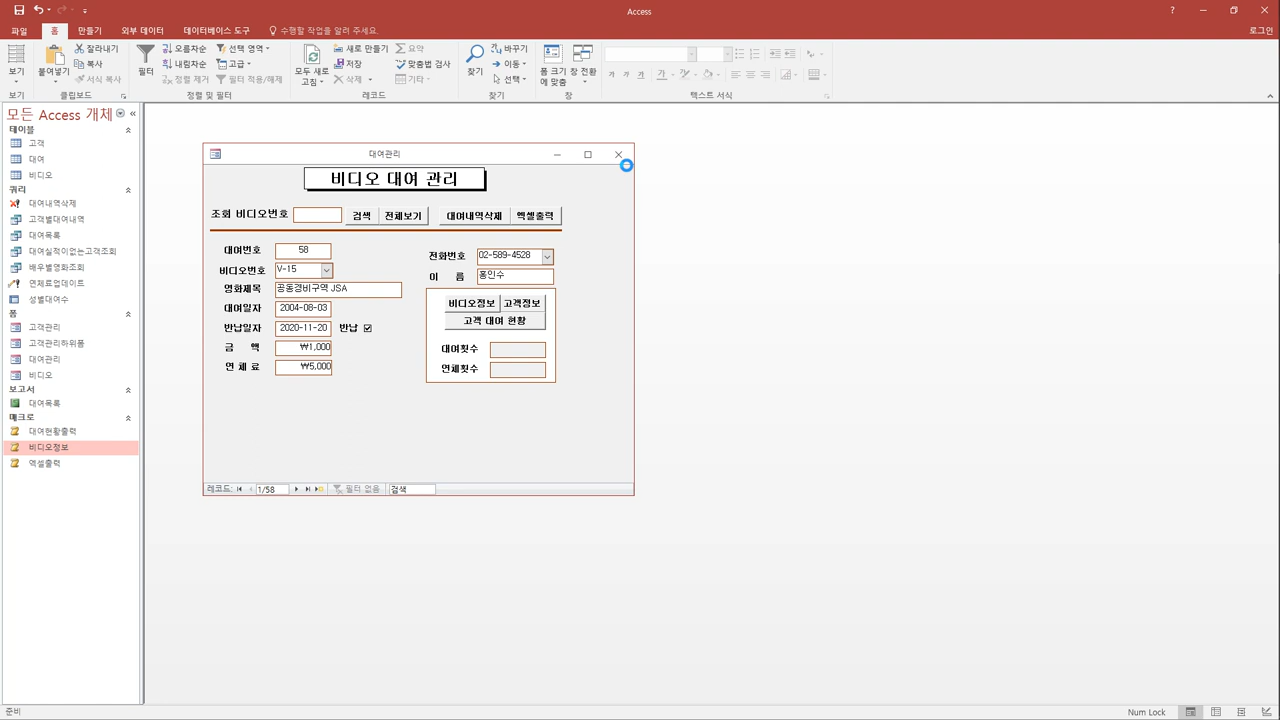 Access
?
파일 홈 만들기 외부 데이터 데이터베이스 도구 수행할 작업을 알려 주세요. 로그인
보기
붙여넣기
잘라내기
복사
서식 복사
필터
오름차순
내림차순
정렬 제거
선택 영역
고급
필터 적용/해제
모두 새로
고침
새로 만들기
저장
삭제
요약
맞춤법 검사
기타
찾기
바꾸기
이동
선택
폼 크기
에 맞춤
창 전환
가 가 가 가
보기 클립보드 정렬 및 필터 레코드 찾기 창 텍스트 서식
모든 Access 개체
테이블
고객
대여
비디오
쿼리
대여내역삭제
고객별대여내역
대여목록
대여실적이없는고객조회
배우별영화조회
연체료업데이트
성별대여수
폼
고객관리
고객관리하위폼
대여관리
비디오
보고서
대여목록
매크로
대여현황출력
비디오정보
엑셀출력
대여관리
비디오 대여 관리
조회 비디오번호 검색 전체보기 대여내역삭제 엑셀출력
대여번호 58
비디오번호 V-15
영화제목 공동경비구역 JSA
대여일자 2004-08-03
반납일자 2020-11-20 반납
금 액 ₩1,000
연 체 료 ₩5,000
전화번호 02-589-4528
이 름 홍인수
비디오정보 고객정보
고객 대여 현황
대여횟수
연체횟수
레코드: 1/58 필터 없음 검색
준비 Num Lock